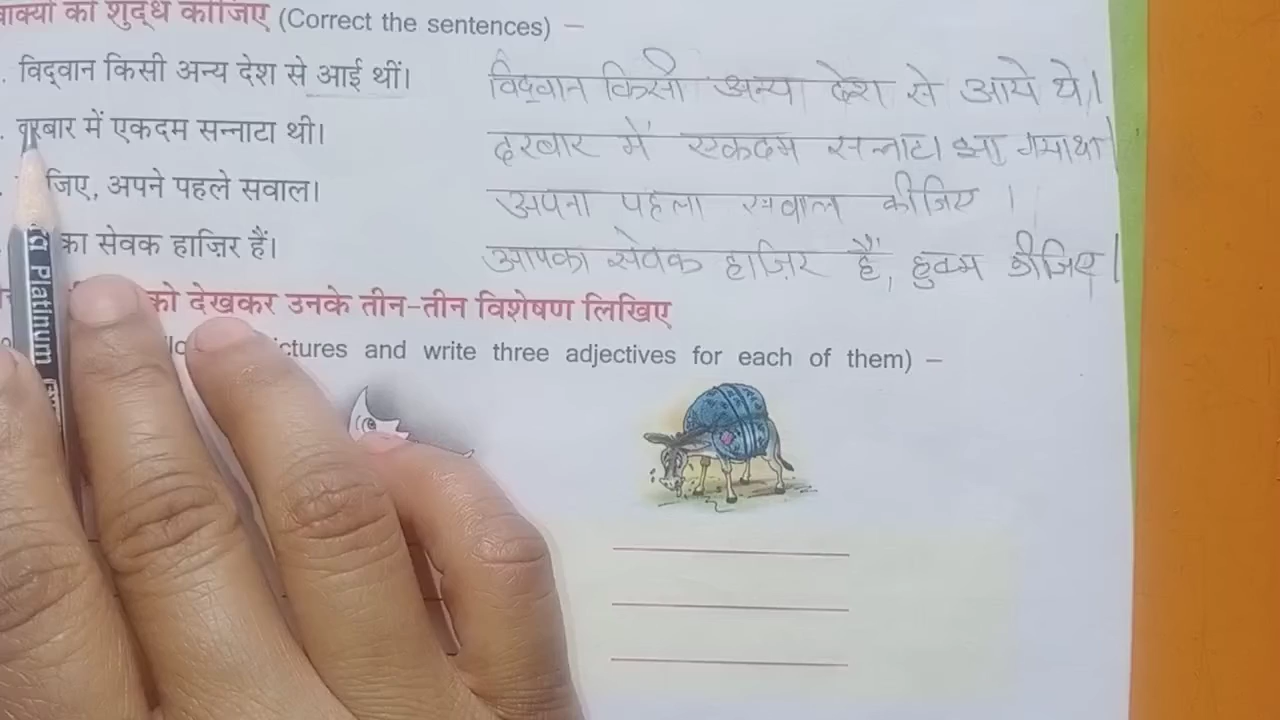 वाक्यों को शुद्ध कीजिए (Correct the sentences) –
. विद्वान किसी अन्य देश से आई थीं। विद्वान किसी अन्य देश से आये थे।
. दरबार में एकदम सन्नाटा थी। दरबार में एकदम सन्नाटा गयाथा
जिए, अपने पहले सवाल। अपना पहला सवाल कीजिए ।
का सेवक हाज़िर हैं। आपका सेवक हाज़िर हैं, हुक्म कीजिए।
को देखकर उनके तीन-तीन विशेषण लिखिए
ctures and write three adjectives for each of them) –
Platinum